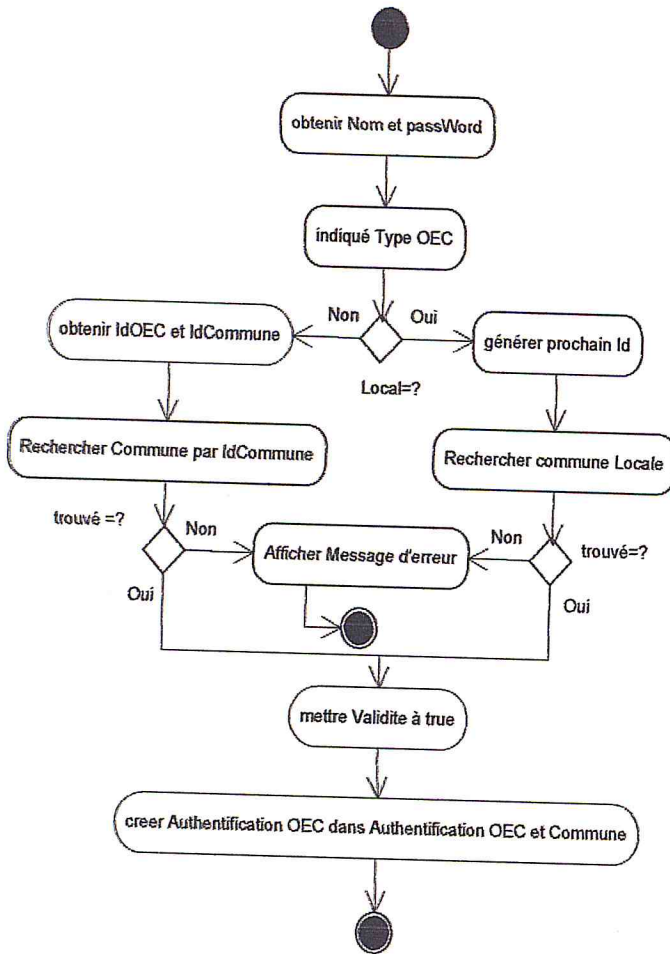 obtenir Nom et passWord
indiqué Type OEC
Non
Oui
obtenir IdOEC et IdCommune
générer prochain Id
Local=?
Rechercher Commune par IdCommune
Rechercher commune Locale
trouvé =?
Non
Afficher Message d'erreur
Non
trouvé=?
Oui
Oui
mettre Validite à true
creer Authentification OEC dans Authentification OEC et Commune